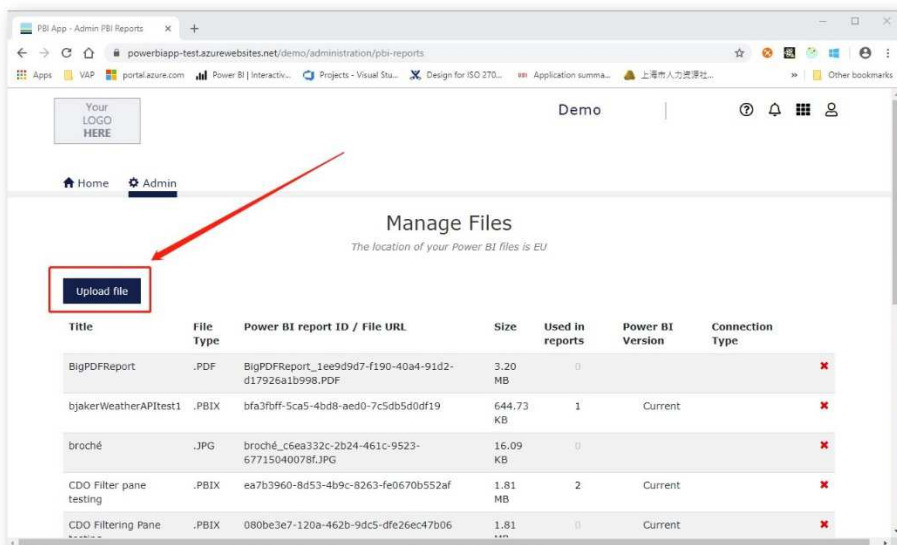 PBI App - Admin PBI Reports
powerbiapp-test.azurewebsites.net/demo/administration/pbi-reports
Apps VAP portal.azure.com Power BI | Interactiv... Projects - Visual Stu... Design for ISO 270... Application summa... 上海市人力资源社... » Other bookmarks
Your
LOGO
HERE
Demo
Home Admin
Manage Files
The location of your Power BI files is EU
Upload file
Title File Type Power BI report ID / File URL Size Used in reports Power BI Version Connection Type
BigPDFReport .PDF BigPDFReport_1ee9d9d7-f190-40a4-91d2-d17926a1b998.PDF 3.20 MB 0
bjakerWeatherAPItest1 .PBIX bfa3fbff-5ca5-4bd8-aed0-7c5db5d0df19 644.73 KB 1 Current
broché .JPG broché_c6ea332c-2b24-461c-9523-67715040078f.JPG 16.09 KB 0
CDO Filter pane testing .PBIX ea7b3960-8d53-4b9c-8263-fe0670b552af 1.81 MB 2 Current
CDO Filtering Pane .PBIX 080be3e7-120a-462b-9dc5-dfe26ec47b06 1.81 0 Current